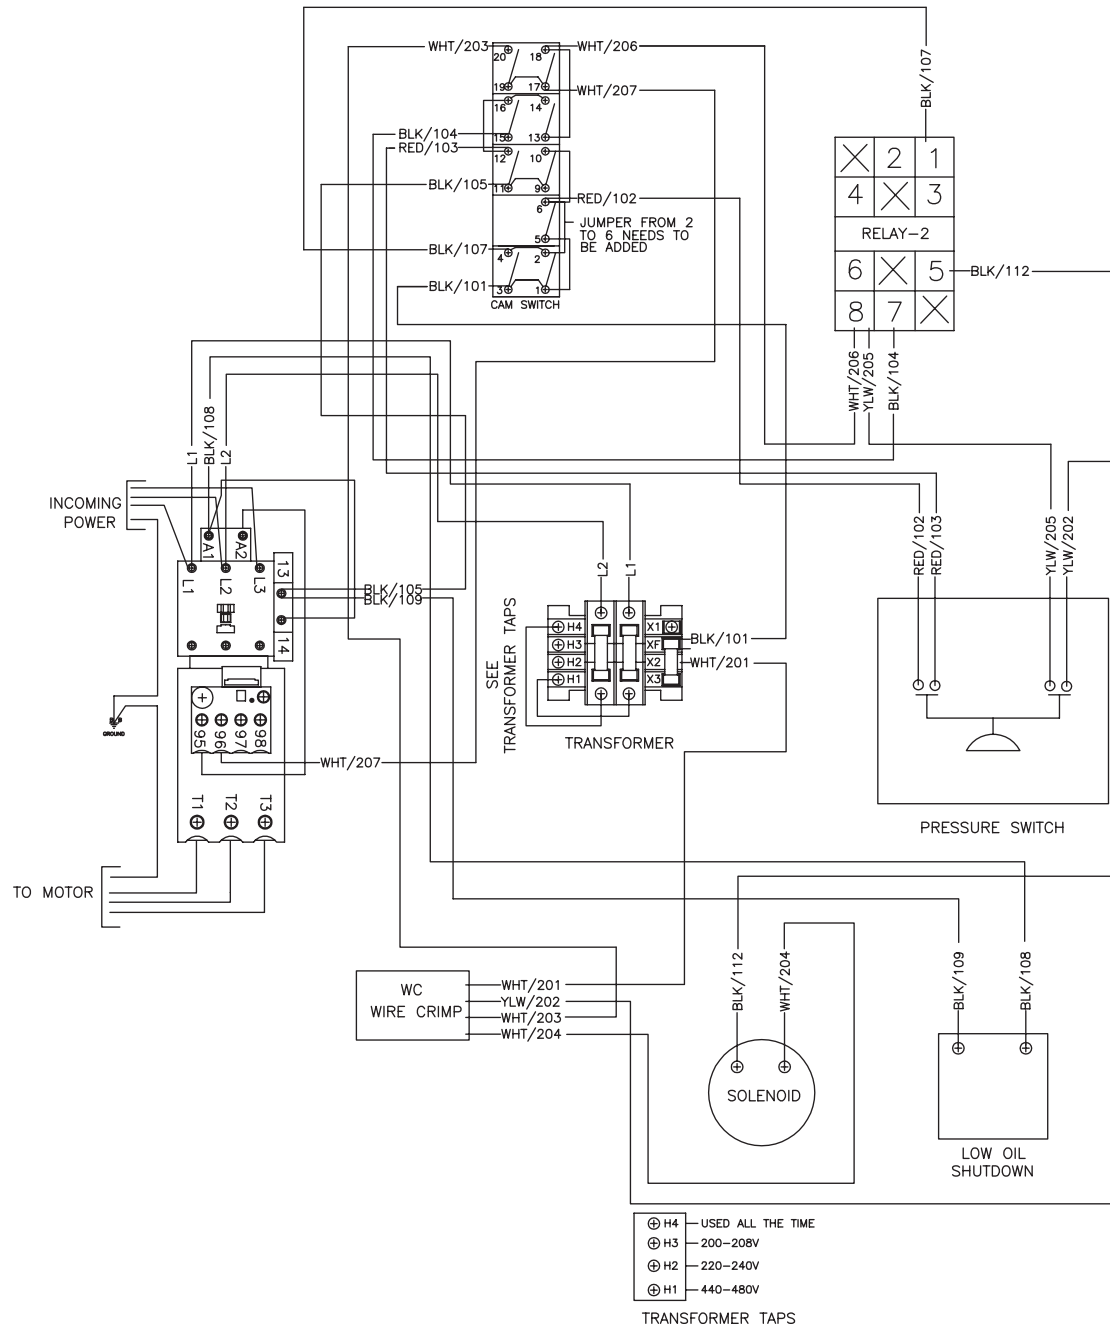 WHT/203
20
18
WHT/206
19
17
WHT/207
16
14
BLK/104
15
13
RED/103
12
10
BLK/105
11
9
RED/102
6
JUMPER FROM 2
TO 6 NEEDS TO
BE ADDED
5
BLK/107
4
2
BLK/101
3
1
CAM SWITCH
BLK/107
2
1
4
3
RELAY-2
6
5
BLK/112
8
7
WHT/206
YLW/205
BLK/104
L1
BLK/108
L2
INCOMING
POWER
A1
A2
L1
L2
L3
13
14
BLK/105
BLK/109
GROUND
95
96
97
98
WHT/207
T1
T2
T3
TO MOTOR
L2
L1
SEE
TRANSFORMER TAPS
H4
H3
H2
H1
X1
XF
X2
X3
BLK/101
WHT/201
TRANSFORMER
RED/102
RED/103
YLW/205
YLW/202
PRESSURE SWITCH
WC
WIRE CRIMP
WHT/201
YLW/202
WHT/203
WHT/204
BLK/112
WHT/204
SOLENOID
BLK/109
BLK/108
LOW OIL
SHUTDOWN
H4 USED ALL THE TIME
H3 200-208V
H2 220-240V
H1 440-480V
TRANSFORMER TAPS